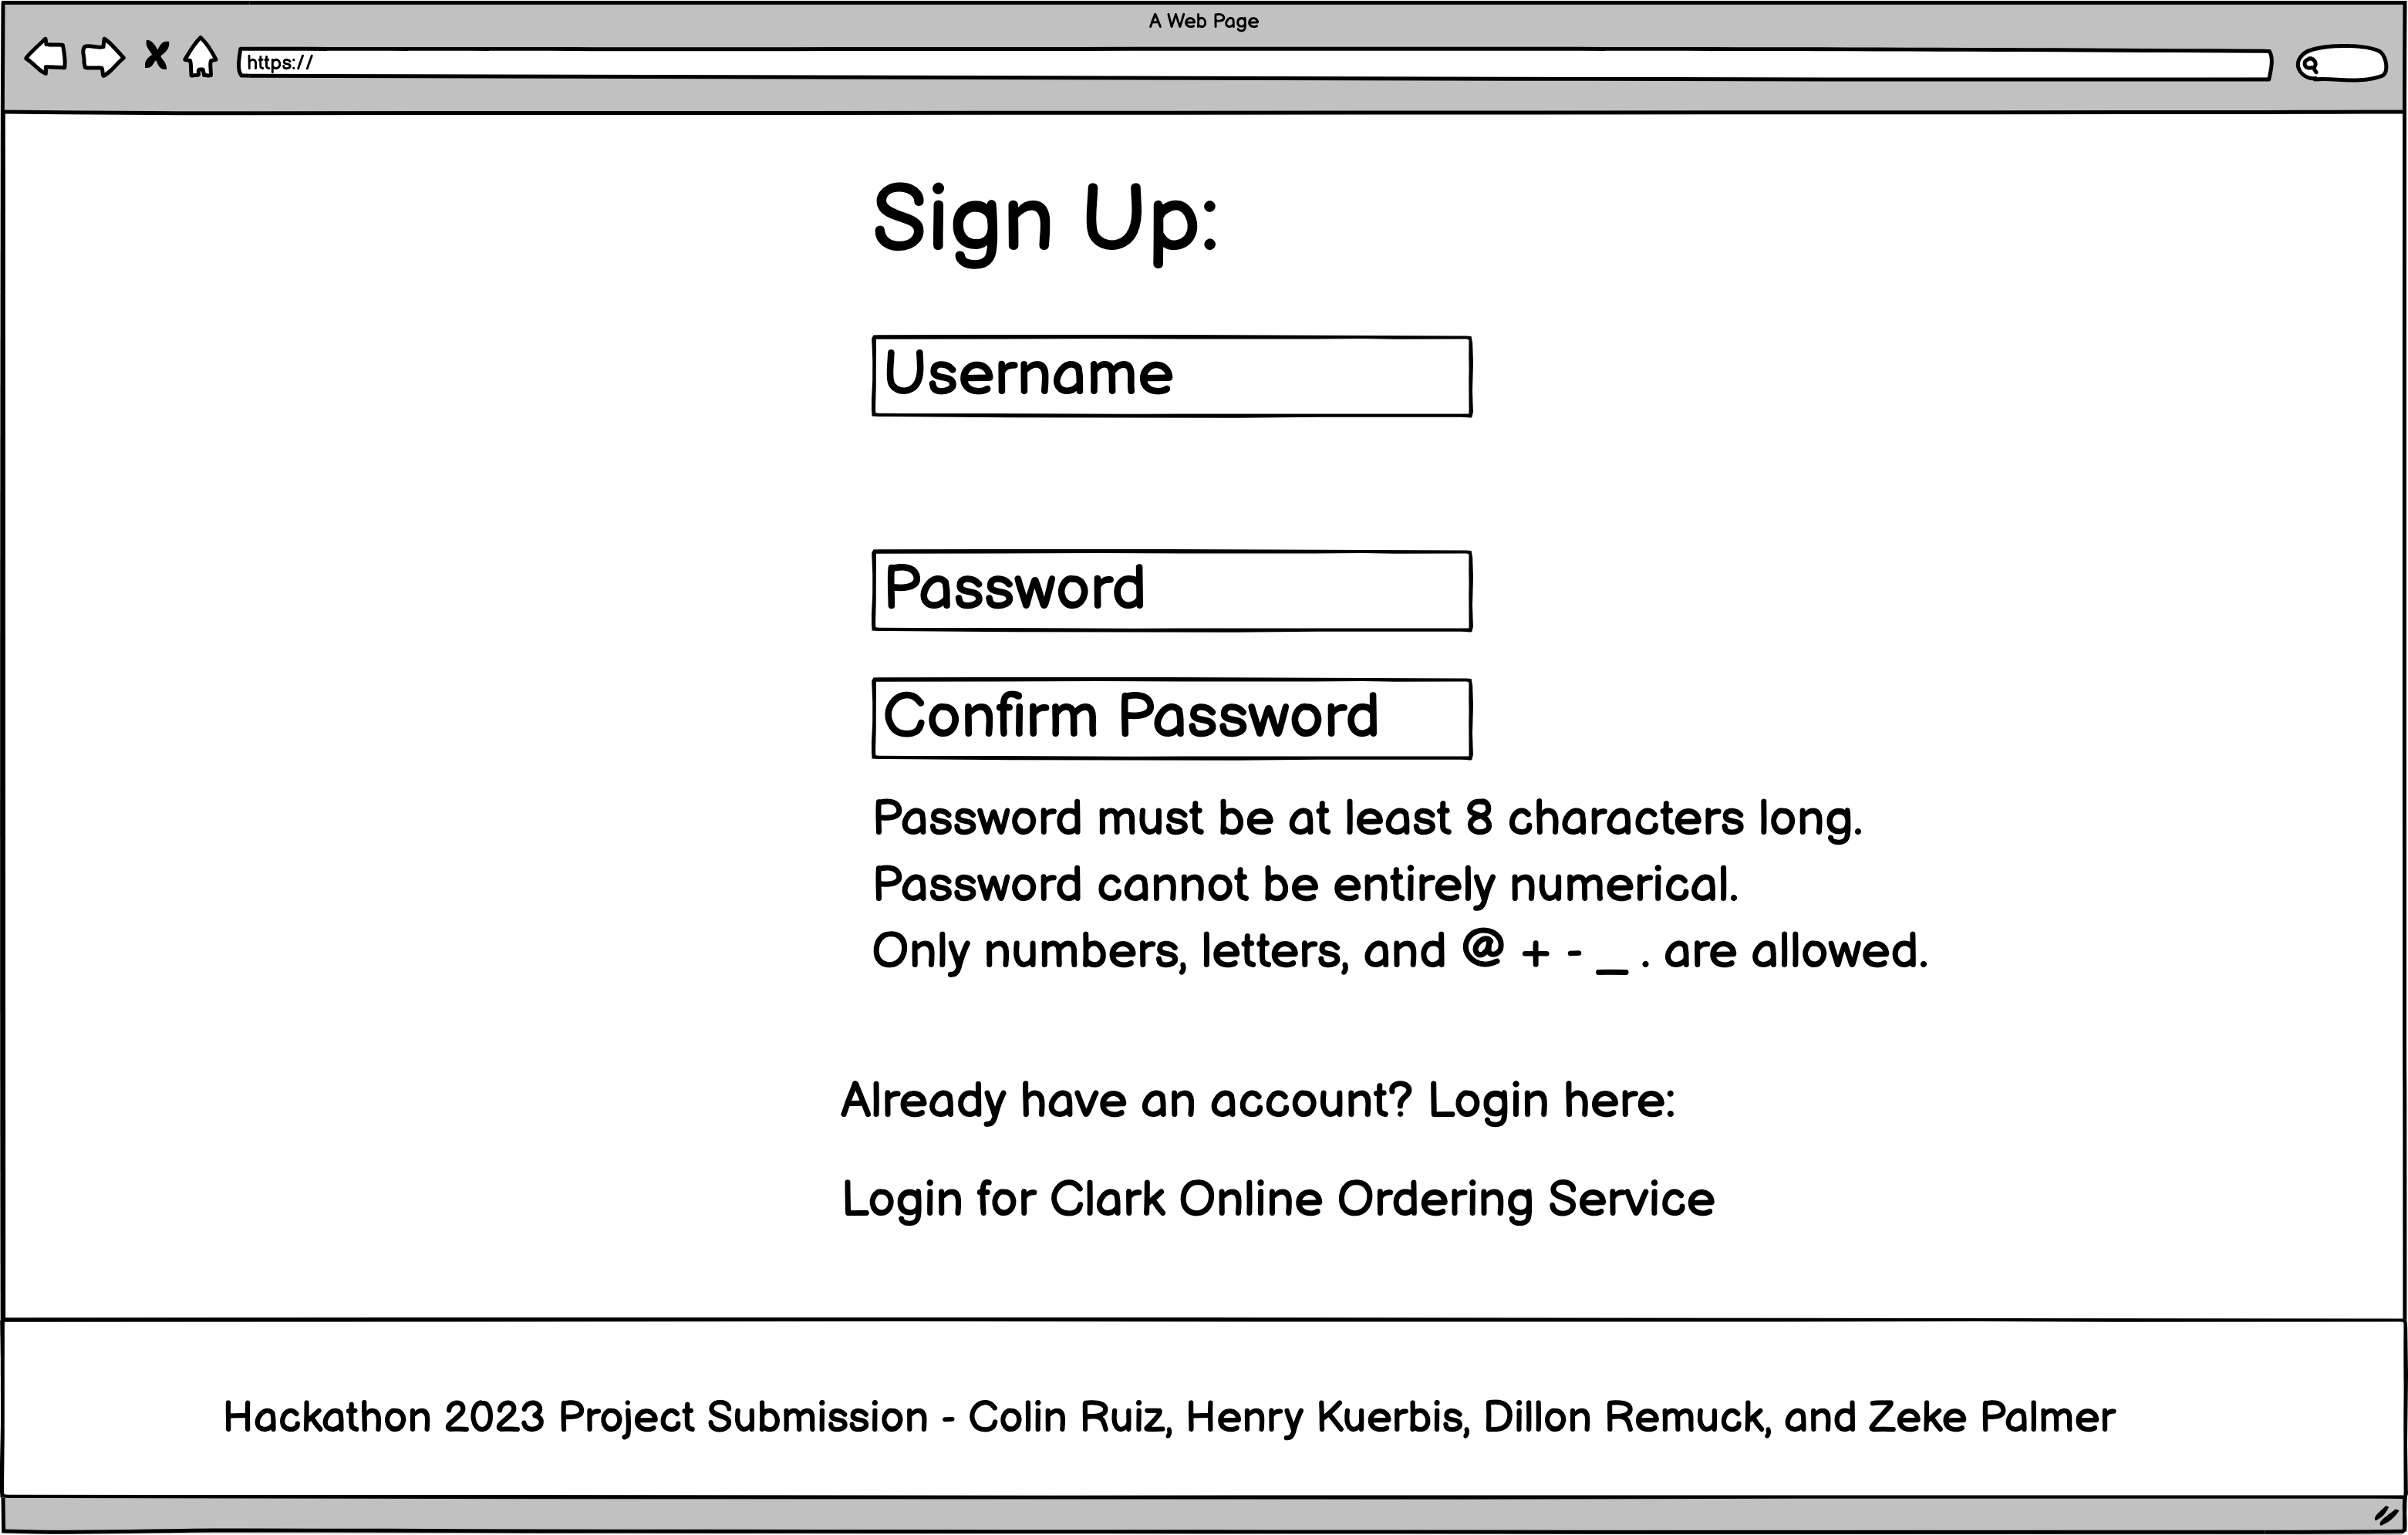 A Web Page
https://
Sign Up:
Username
Password
Confirm Password
Password must be at least 8 characters long.
Password cannot be entirely numerical.
Only numbers, letters, and @ + - _ . are allowed.
Already have an account? Login here:
Login for Clark Online Ordering Service
Hackathon 2023 Project Submission - Colin Ruiz, Henry Kuerbis, Dillon Remuck, and Zeke Palmer